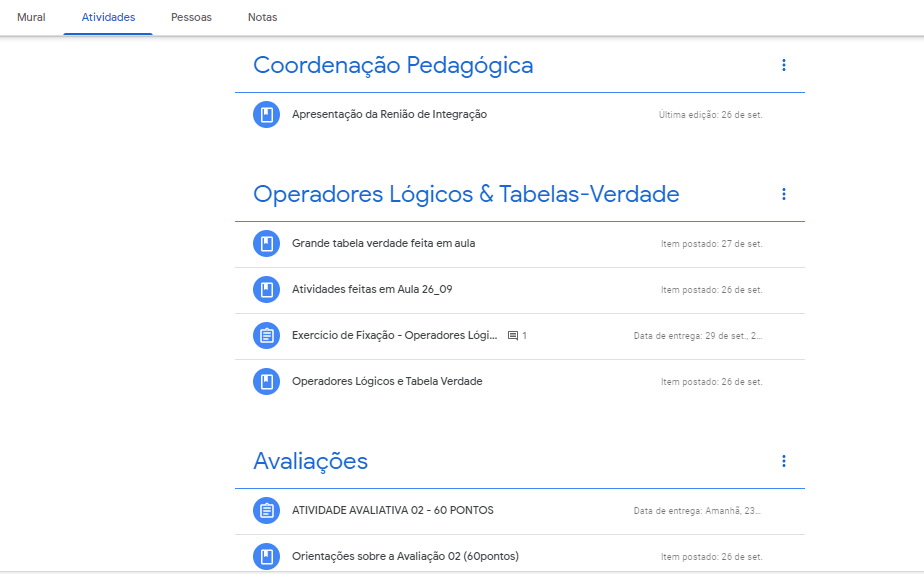 Mural Atividades Pessoas Notas
Coordenação Pedagógica
Apresentação da Renião de Integração Última edição: 26 de set.
Operadores Lógicos & Tabelas-Verdade
Grande tabela verdade feita em aula Item postado: 27 de set.
Atividades feitas em Aula 26_09 Item postado: 26 de set.
Exercício de Fixação - Operadores Lógi... 1 Data de entrega: 29 de set., 2...
Operadores Lógicos e Tabela Verdade Item postado: 26 de set.
Avaliações
ATIVIDADE AVALIATIVA 02 - 60 PONTOS Data de entrega: Amanhã, 23...
Orientações sobre a Avaliação 02 (60pontos) Item postado: 26 de set.